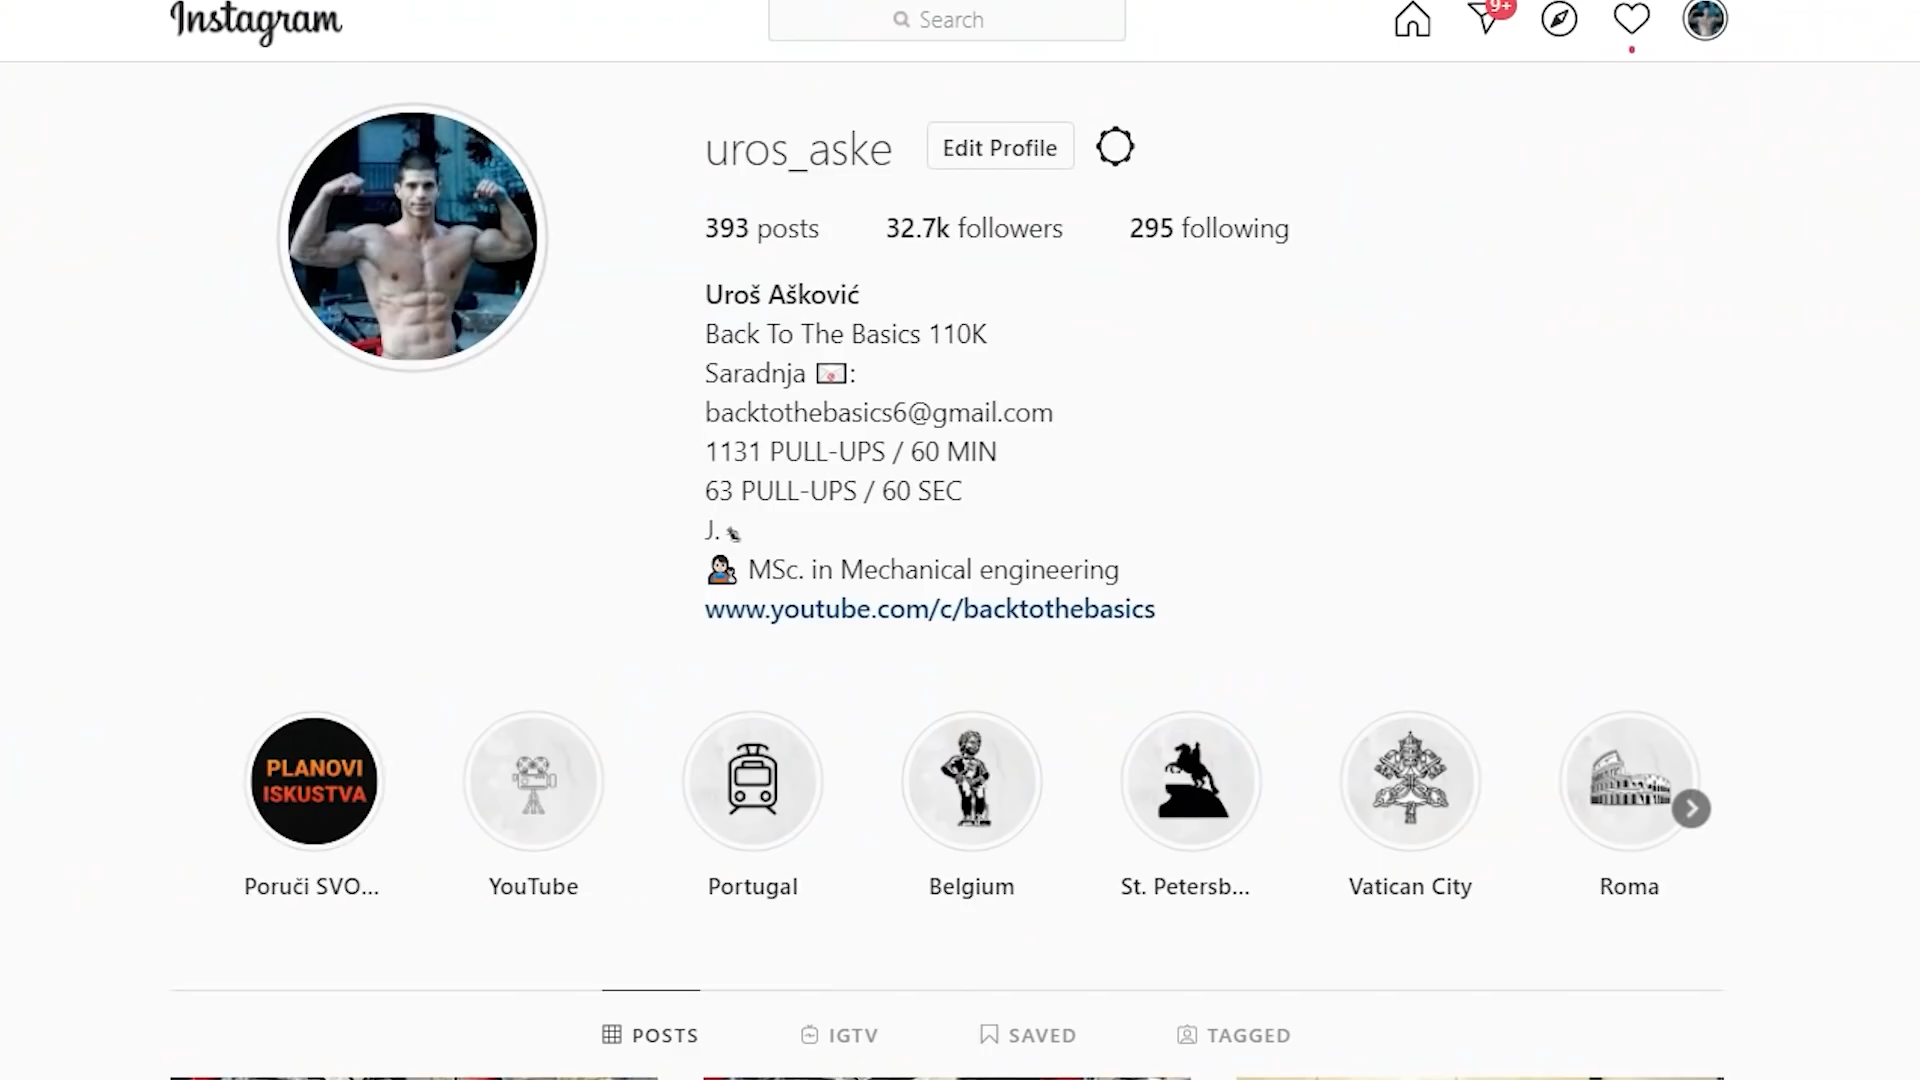 Instagram
Search
9+
uros_aske
Edit Profile
393 posts
32.7k followers
295 following
Uroš Ašković
Back To The Basics 110K
Saradnja 💌:
backtothebasics6@gmail.com
1131 PULL-UPS / 60 MIN
63 PULL-UPS / 60 SEC
J.
MSc. in Mechanical engineering
www.youtube.com/c/backtothebasics
PLANOVI
ISKUSTVA
Poruči SVO...
YouTube
Portugal
Belgium
St. Petersb...
Vatican City
Roma
POSTS
IGTV
SAVED
TAGGED